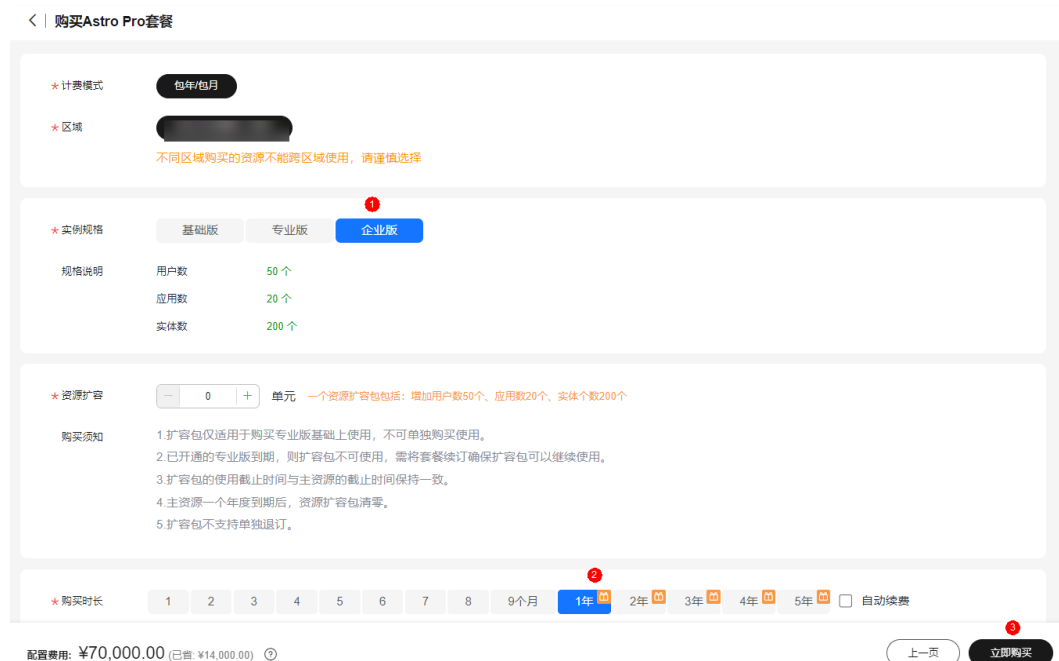 购买Astro Pro套餐
* 计费模式 包年/包月
* 区域
不同区域购买的资源不能跨区域使用，请谨慎选择
1
* 实例规格 基础版 专业版 企业版
规格说明 用户数 50 个
应用数 20 个
实体数 200 个
* 资源扩容 － 0 + 单元 一个资源扩容包包括：增加用户数50个、应用数20个、实体个数200个
购买须知 1.扩容包仅适用于购买专业版基础上使用，不可单独购买使用。
2.已开通的专业版到期，则扩容包不可使用，需将套餐续订确保扩容包可以继续使用。
3.扩容包的使用截止时间与主资源的截止时间保持一致。
4.主资源一个年度到期后，资源扩容包清零。
5.扩容包不支持单独退订。
2
* 购买时长 1 2 3 4 5 6 7 8 9个月 1年 2年 3年 4年 5年 自动续费
3
配置费用: ¥70,000.00 (已省: ¥14,000.00) ? 上一页 立即购买